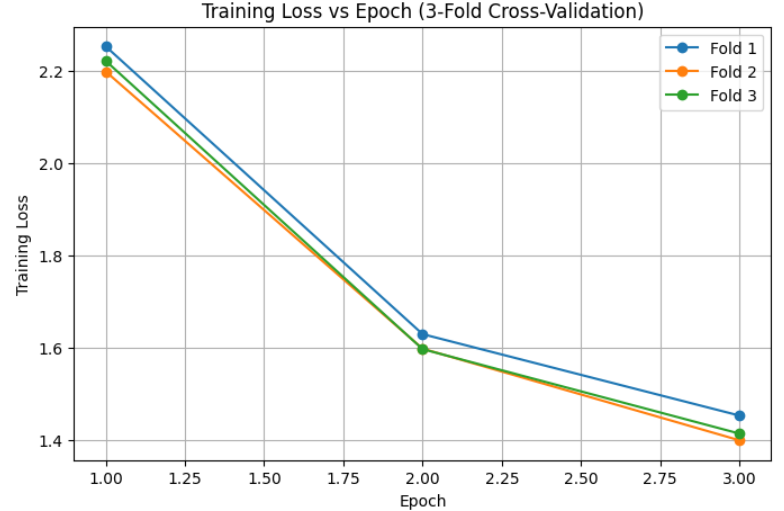 Training Loss vs Epoch (3-Fold Cross-Validation)
Fold 1
Fold 2
Fold 3
Training Loss
2.2
2.0
1.8
1.6
1.4
1.00 1.25 1.50 1.75 2.00 2.25 2.50 2.75 3.00
Epoch